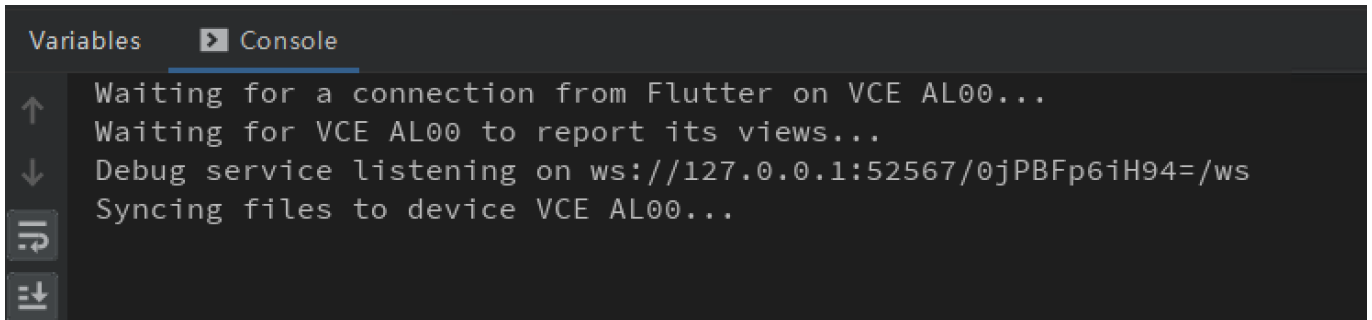 Variables Console
Waiting for a connection from Flutter on VCE AL00...
Waiting for VCE AL00 to report its views...
Debug service listening on ws://127.0.0.1:52567/0jPBFp6iH94=/ws
Syncing files to device VCE AL00...